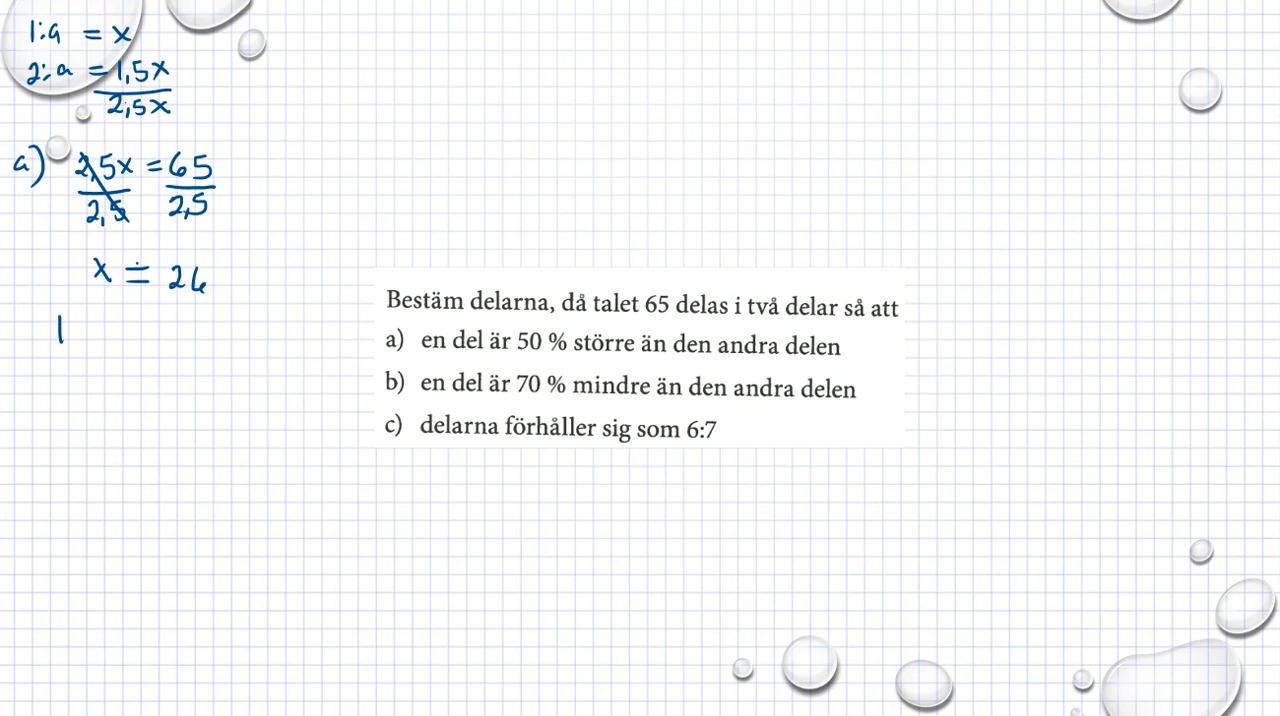 1:a = x
2:a = 1,5x
2,5x
a) 2,5x = 65
2,5 2,5
x = 26
1
Bestäm delarna, då talet 65 delas i två delar så att
a) en del är 50 % större än den andra delen
b) en del är 70 % mindre än den andra delen
c) delarna förhåller sig som 6:7